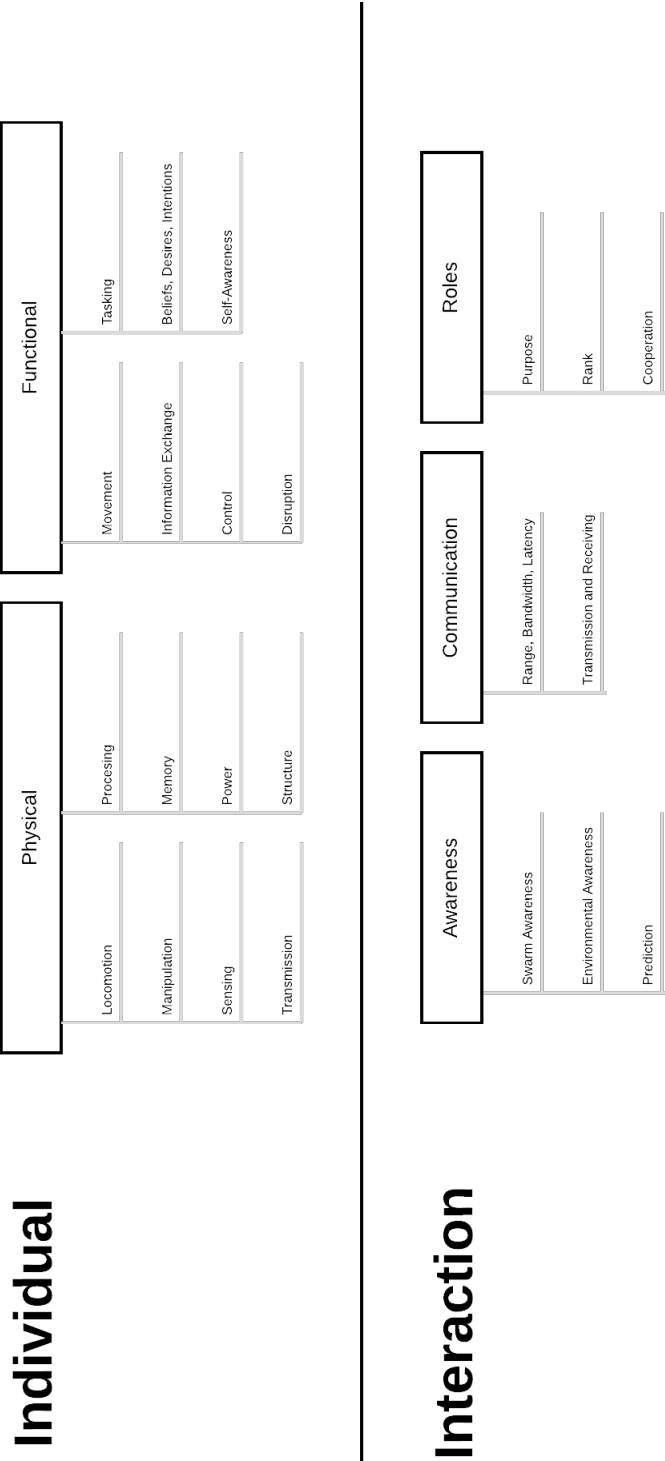 Individual
Physical
Locomotion
Manipulation
Sensing
Transmission
Procesing
Memory
Power
Structure
Functional
Movement
Information Exchange
Control
Disruption
Tasking
Beliefs, Desires, Intentions
Self-Awareness
Interaction
Awareness
Swarm Awareness
Environmental Awareness
Prediction
Communication
Range, Bandwidth, Latency
Transmission and Receiving
Roles
Purpose
Rank
Cooperation